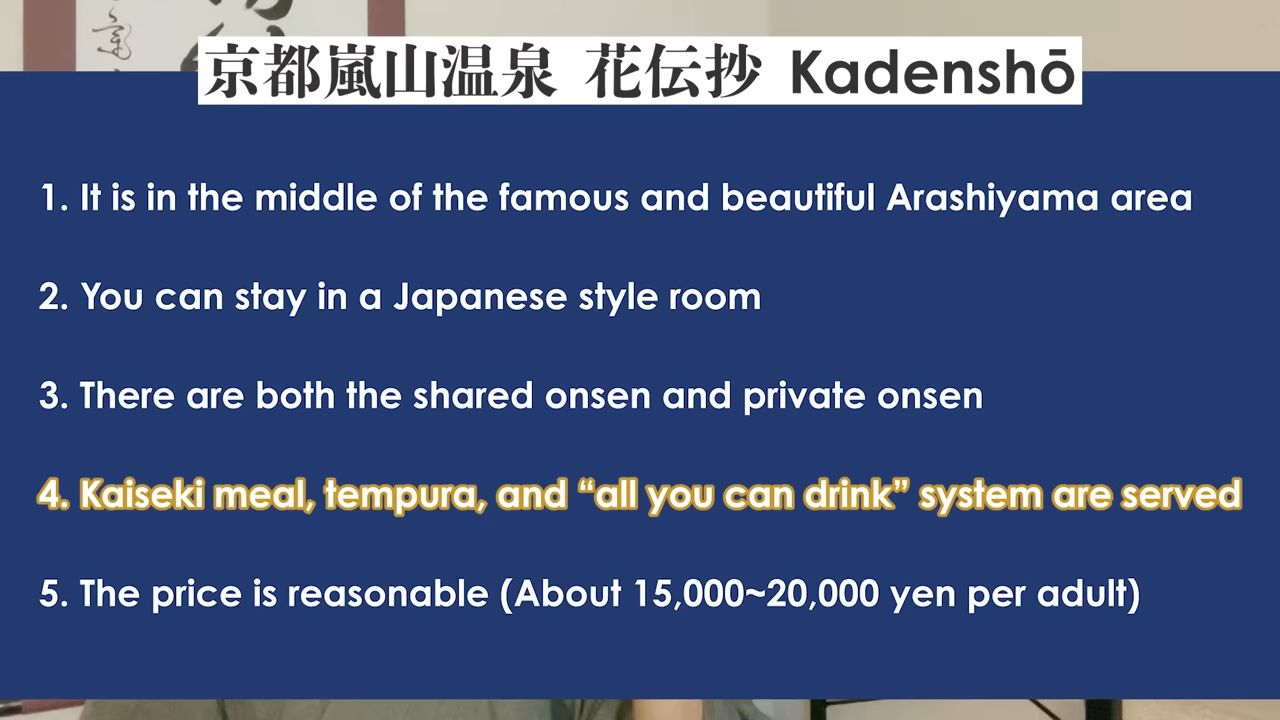 京都嵐山温泉 花伝抄 Kadenshō
1. It is in the middle of the famous and beautiful Arashiyama area
2. You can stay in a Japanese style room
3. There are both the shared onsen and private onsen
4. Kaiseki meal, tempura, and “all you can drink” system are served
5. The price is reasonable (About 15,000~20,000 yen per adult)